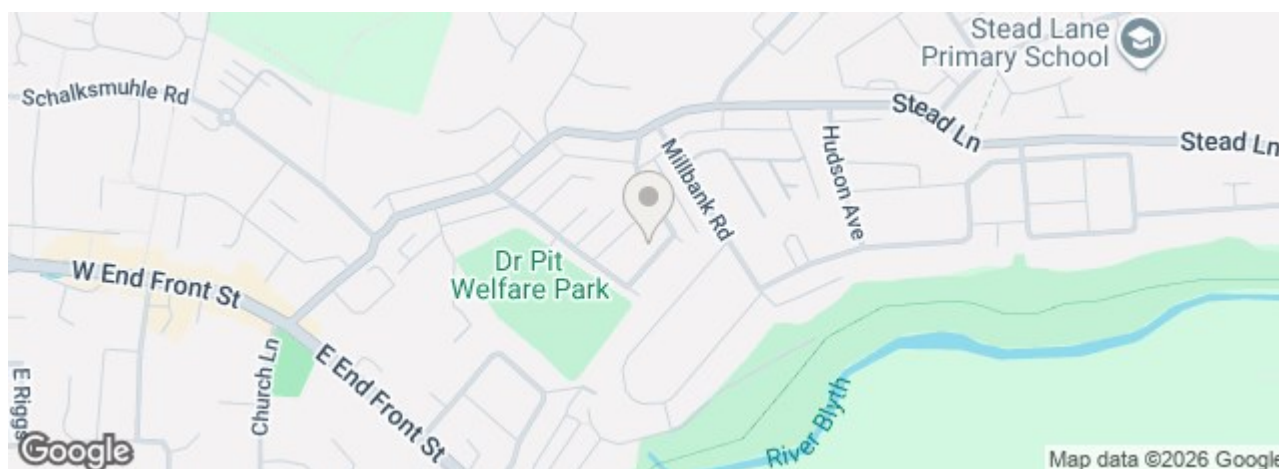 Stead Lane
Primary School
Schalksmuhle Rd
Stead Ln
Stead Ln
Millbank Rd
Hudson Ave
Dr Pit
Welfare Park
W End Front St
E End Front St
Church Ln
E Riggs
River Blyth
Google
Map data ©2026 Google